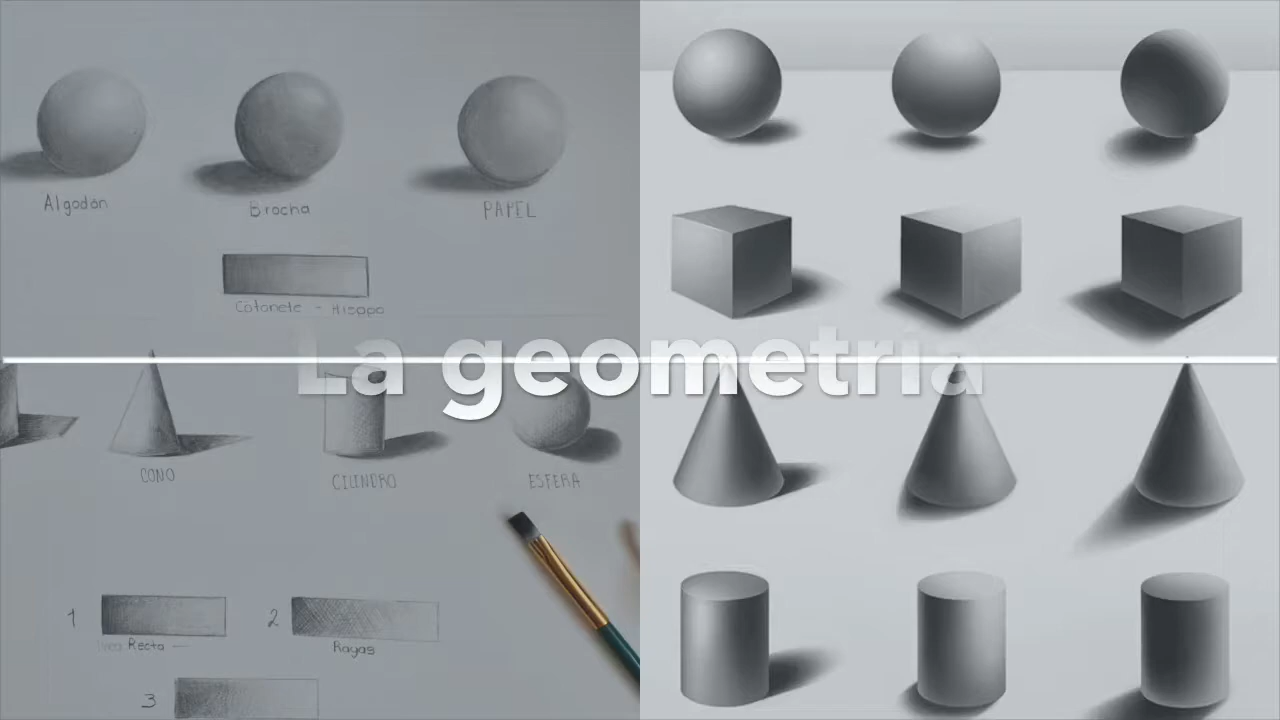 Algodón
Brocha
PAPEL
Cotonete - Hisopo
La geometria
CONO
CILINDRO
ESFERA
1
2
Recta
Rayas
3